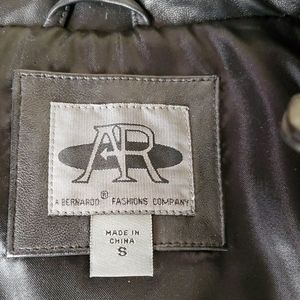 AR
A BERNARDO® FASHIONS COMPANY
MADE IN
CHINA
S